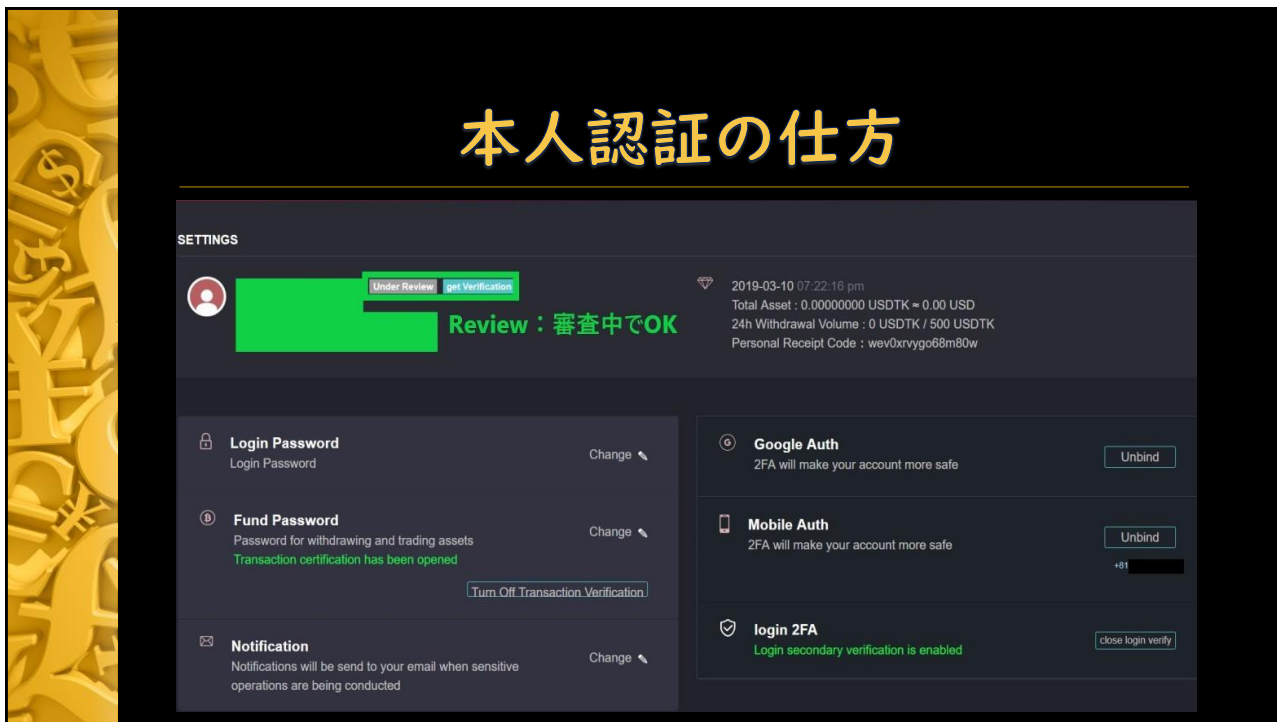 本人認証の仕方
SETTINGS
Under Review get Verification
Review：審査中でOK
2019-03-10 07:22:16 pm
Total Asset : 0.00000000 USDTK ≈ 0.00 USD
24h Withdrawal Volume : 0 USDTK / 500 USDTK
Personal Receipt Code : wev0xrvygo68m80w
Login Password
Login Password
Change
Fund Password
Password for withdrawing and trading assets
Transaction certification has been opened
Change
Turn Off Transaction Verification
Notification
Notifications will be send to your email when sensitive
operations are being conducted
Change
Google Auth
2FA will make your account more safe
Unbind
Mobile Auth
2FA will make your account more safe
Unbind
+81
login 2FA
Login secondary verification is enabled
close login verify